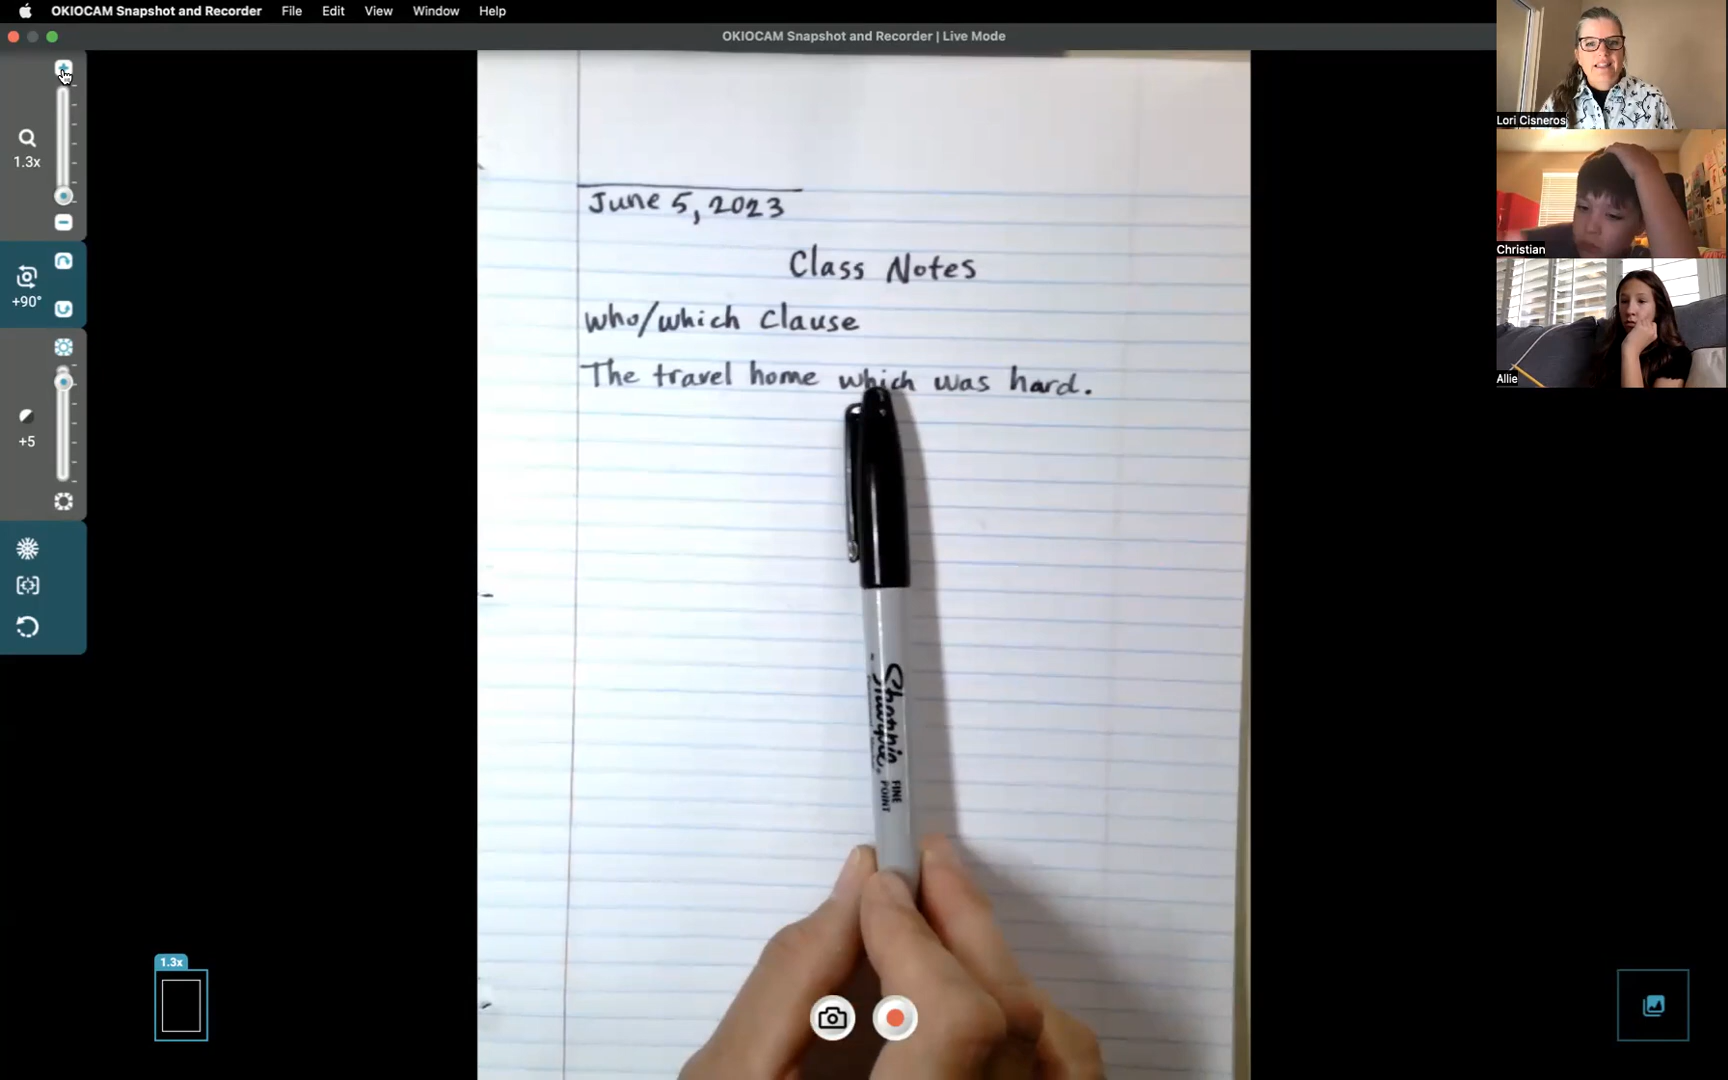 OKIOCAM Snapshot and Recorder File Edit View Window Help
OKIOCAM Snapshot and Recorder | Live Mode
1.3x
+90°
+5
June 5, 2023
Class Notes
who/which Clause
The travel home which was hard.
Sharpie
FINE
POINT
1.3x
Lori Cisneros
Christian
Allie